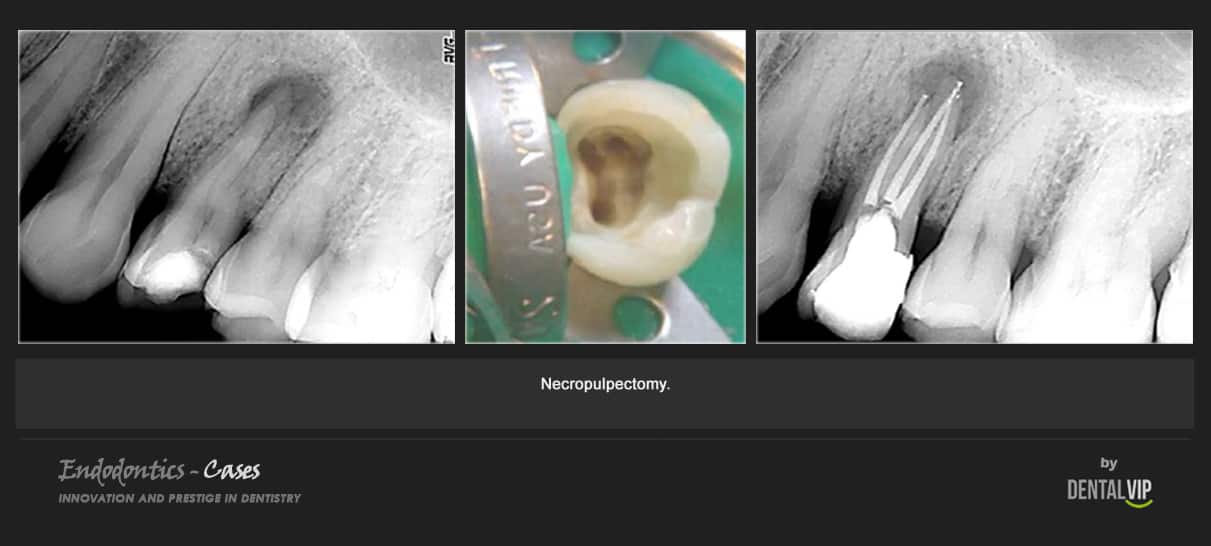 Necropulpectomy.
Endodontics - Cases
INNOVATION AND PRESTIGE IN DENTISTRY
by
DENTALVIP